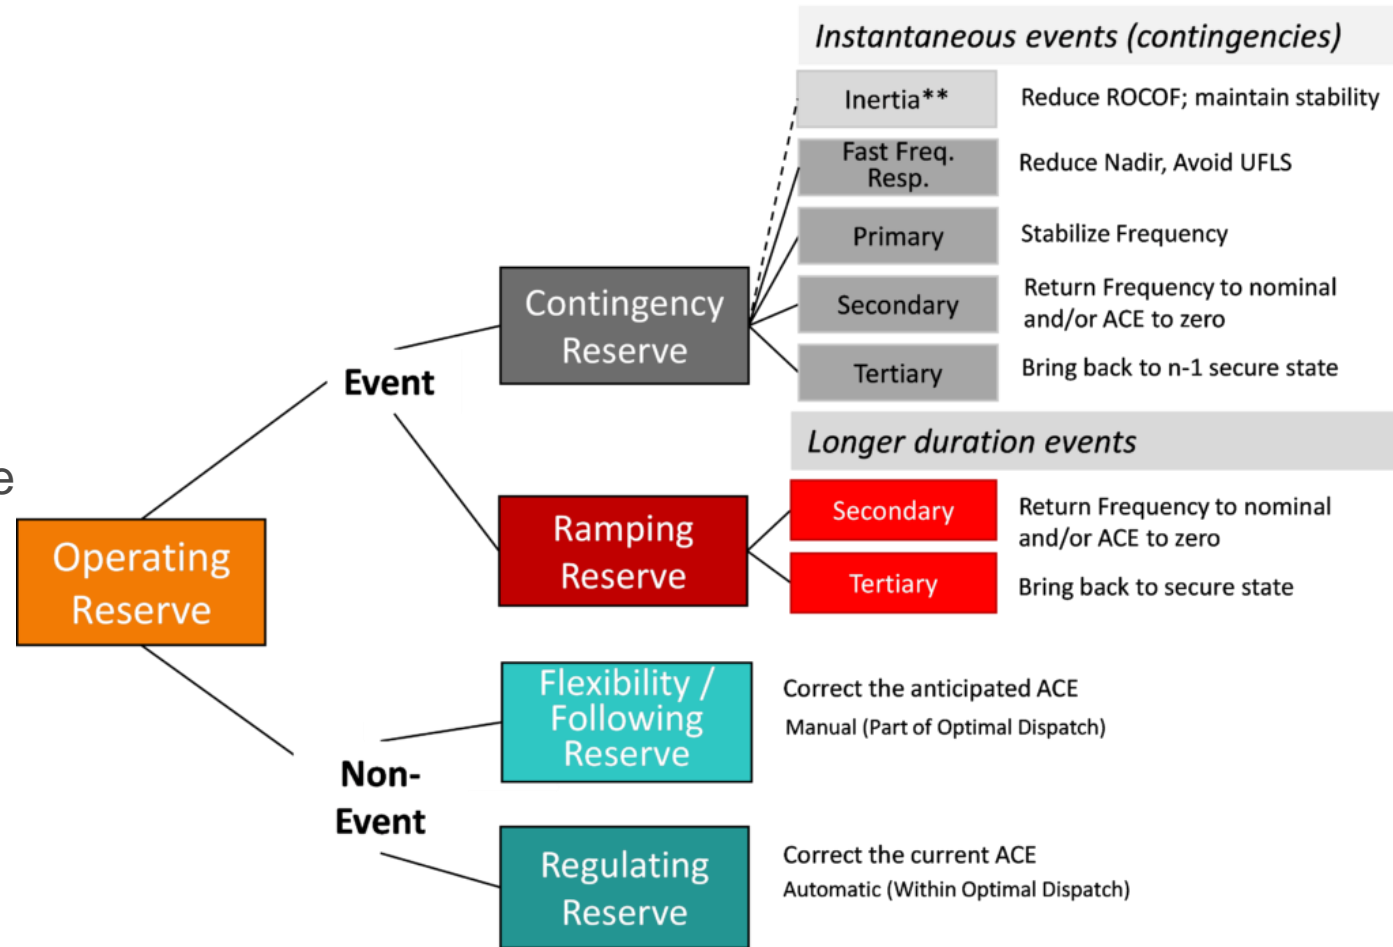 Instantaneous events (contingencies)
Inertia**
Reduce ROCOF; maintain stability
Fast Freq.
Resp.
Reduce Nadir, Avoid UFLS
Primary
Stabilize Frequency
Contingency
Reserve
Secondary
Return Frequency to nominal
and/or ACE to zero
Tertiary
Bring back to n-1 secure state
Event
Longer duration events
e
Operating
Reserve
Ramping
Reserve
Secondary
Return Frequency to nominal
and/or ACE to zero
Tertiary
Bring back to secure state
Non-
Event
Flexibility /
Following
Reserve
Correct the anticipated ACE
Manual (Part of Optimal Dispatch)
Regulating
Reserve
Correct the current ACE
Automatic (Within Optimal Dispatch)